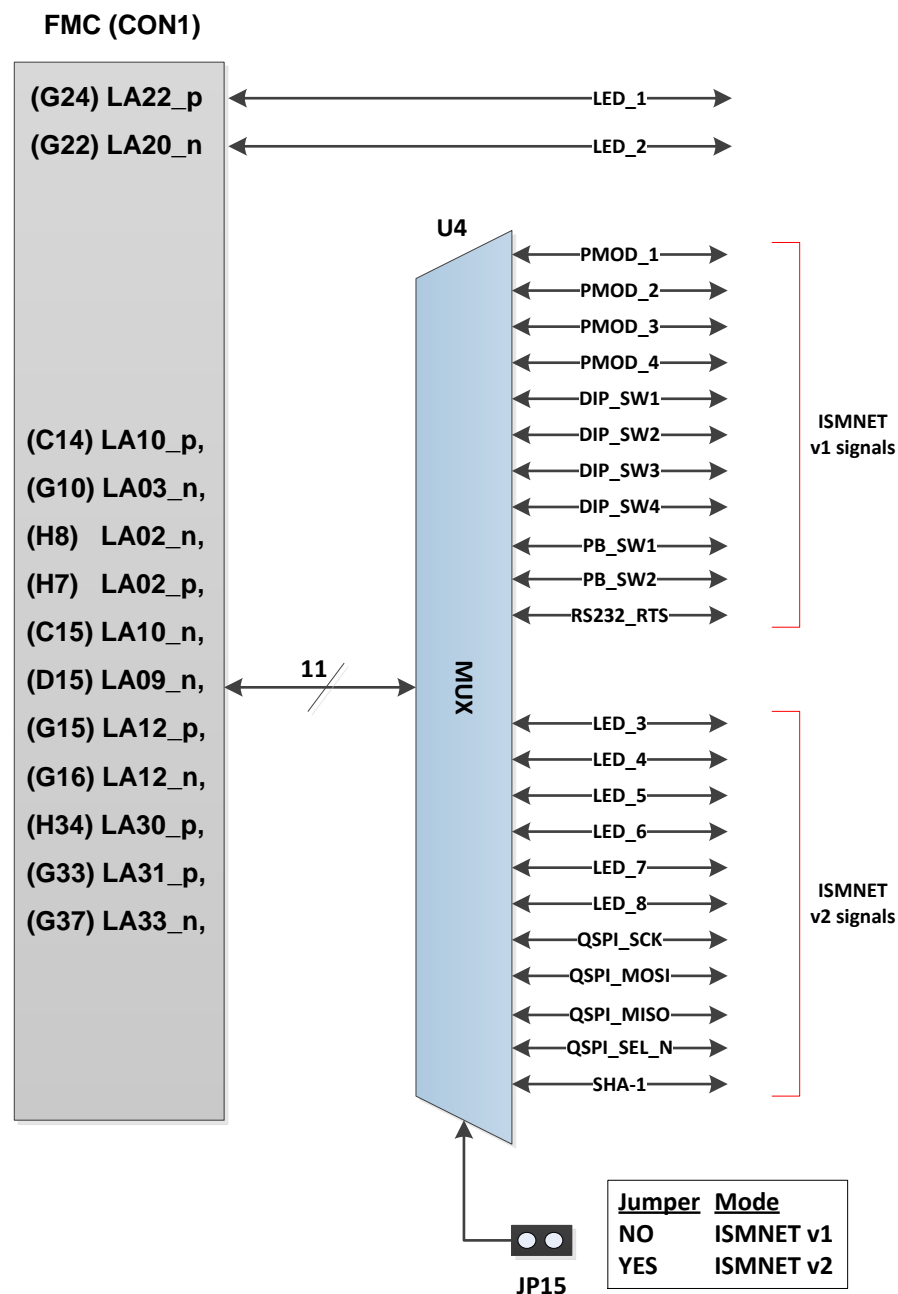 FMC (CON1)
(G24) LA22_p
LED_1
(G22) LA20_n
LED_2
U4
PMOD_1
PMOD_2
PMOD_3
PMOD_4
DIP_SW1
DIP_SW2
DIP_SW3
DIP_SW4
PB_SW1
PB_SW2
RS232_RTS
ISMNET
v1 signals
(C14) LA10_p,
(G10) LA03_n,
(H8) LA02_n,
(H7) LA02_p,
(C15) LA10_n,
(D15) LA09_n,
(G15) LA12_p,
(G16) LA12_n,
(H34) LA30_p,
(G33) LA31_p,
(G37) LA33_n,
11
MUX
LED_3
LED_4
LED_5
LED_6
LED_7
LED_8
QSPI_SCK
QSPI_MOSI
QSPI_MISO
QSPI_SEL_N
SHA-1
ISMNET
v2 signals
JP15
Jumper Mode
NO ISMNET v1
YES ISMNET v2